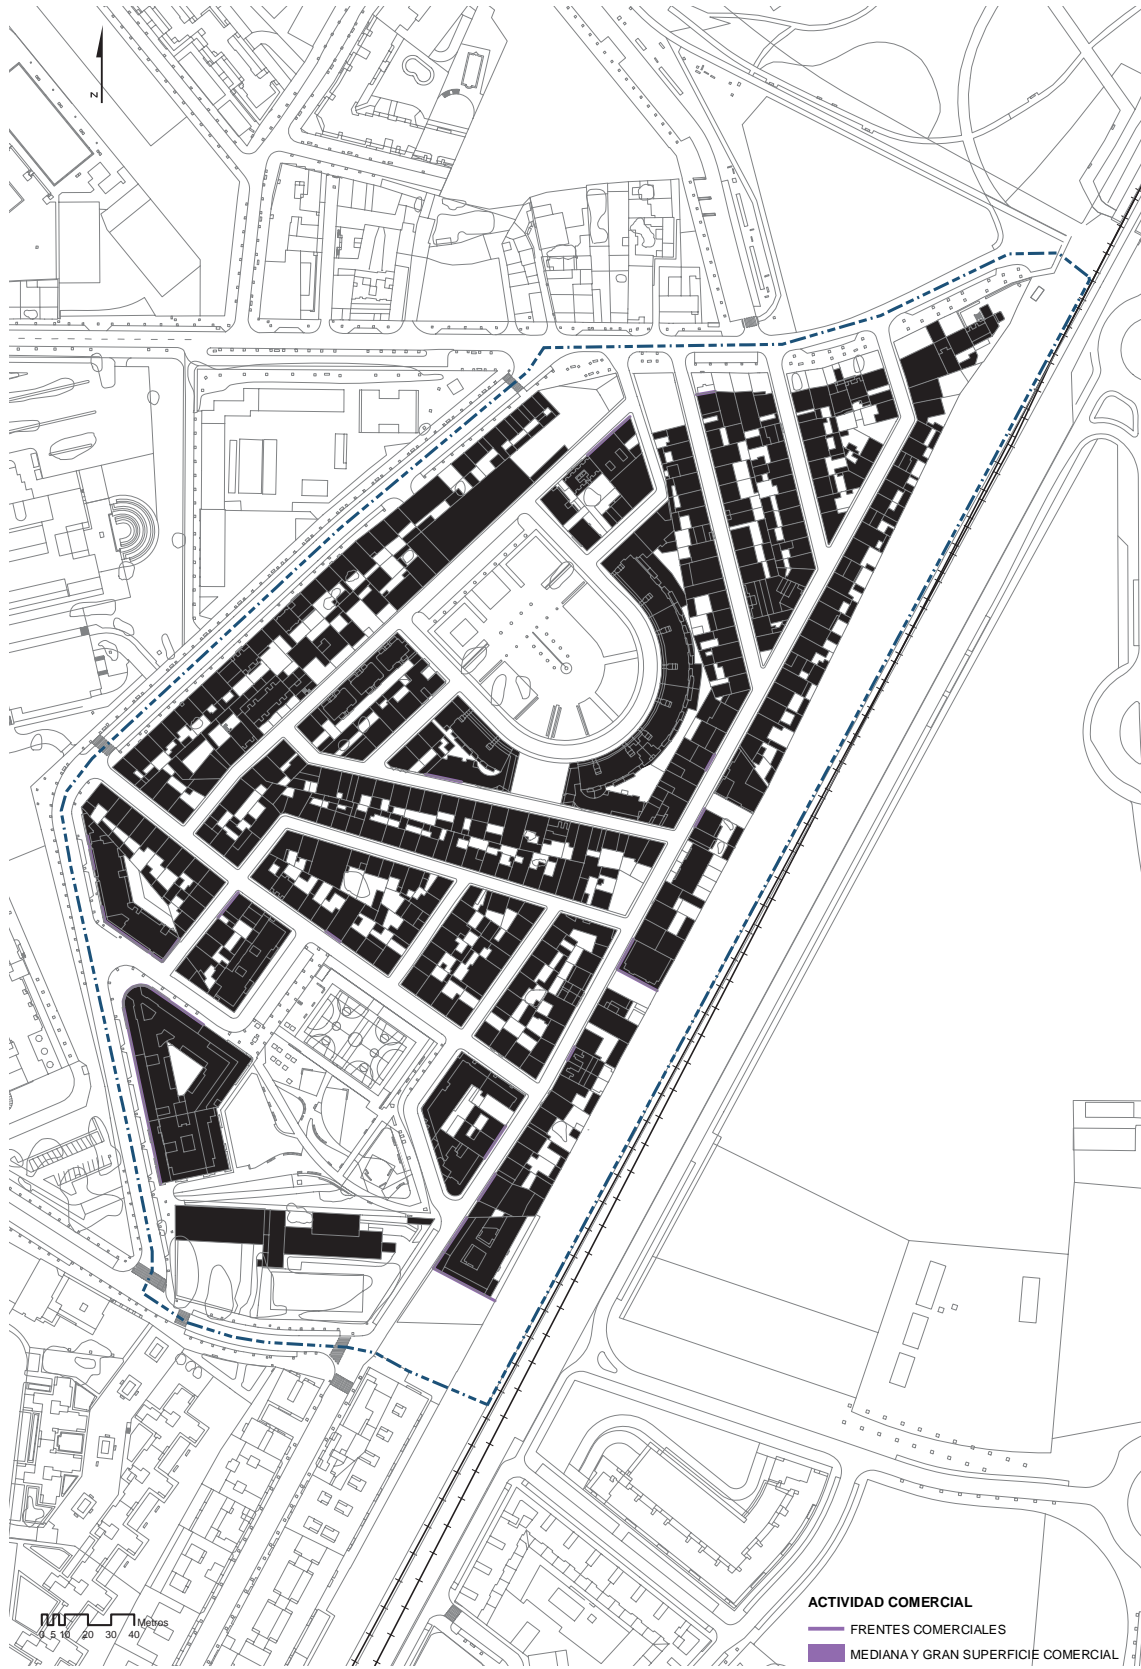 N
0 5 10 20 30 40 Metros
ACTIVIDAD COMERCIAL
FRENTES COMERCIALES
MEDIANA Y GRAN SUPERFICIE COMERCIAL